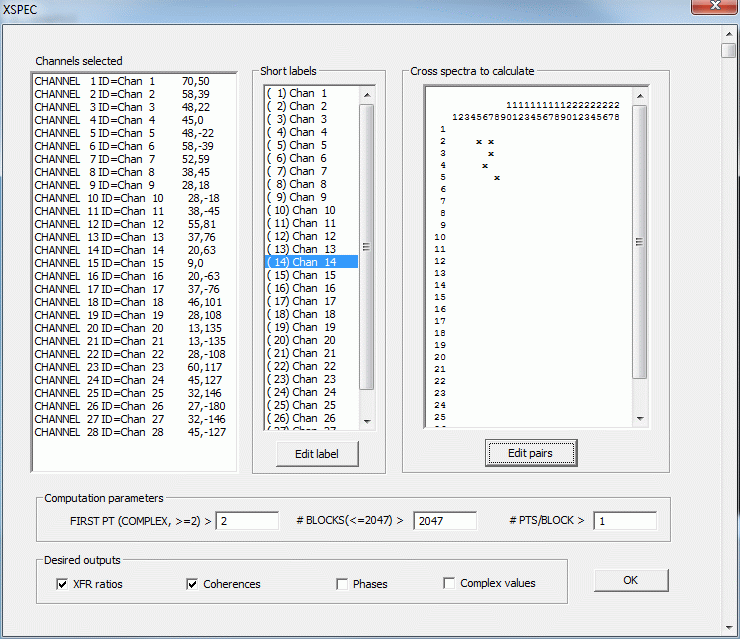 XSPEC
Channels selected
CHANNEL 1 ID=Chan 1 70,50
CHANNEL 2 ID=Chan 2 58,39
CHANNEL 3 ID=Chan 3 48,22
CHANNEL 4 ID=Chan 4 45,0
CHANNEL 5 ID=Chan 5 48,-22
CHANNEL 6 ID=Chan 6 58,-39
CHANNEL 7 ID=Chan 7 52,59
CHANNEL 8 ID=Chan 8 38,45
CHANNEL 9 ID=Chan 9 28,18
CHANNEL 10 ID=Chan 10 28,-18
CHANNEL 11 ID=Chan 11 38,-45
CHANNEL 12 ID=Chan 12 55,81
CHANNEL 13 ID=Chan 13 37,76
CHANNEL 14 ID=Chan 14 20,63
CHANNEL 15 ID=Chan 15 9,0
CHANNEL 16 ID=Chan 16 20,-63
CHANNEL 17 ID=Chan 17 37,-76
CHANNEL 18 ID=Chan 18 46,101
CHANNEL 19 ID=Chan 19 28,108
CHANNEL 20 ID=Chan 20 13,135
CHANNEL 21 ID=Chan 21 13,-135
CHANNEL 22 ID=Chan 22 28,-108
CHANNEL 23 ID=Chan 23 60,117
CHANNEL 24 ID=Chan 24 45,127
CHANNEL 25 ID=Chan 25 32,146
CHANNEL 26 ID=Chan 26 27,-180
CHANNEL 27 ID=Chan 27 32,-146
CHANNEL 28 ID=Chan 28 45,-127
Short labels
( 1) Chan 1
( 2) Chan 2
( 3) Chan 3
( 4) Chan 4
( 5) Chan 5
( 6) Chan 6
( 7) Chan 7
( 8) Chan 8
( 9) Chan 9
( 10) Chan 10
( 11) Chan 11
( 12) Chan 12
( 13) Chan 13
( 14) Chan 14
( 15) Chan 15
( 16) Chan 16
( 17) Chan 17
( 18) Chan 18
( 19) Chan 19
( 20) Chan 20
( 21) Chan 21
( 22) Chan 22
( 23) Chan 23
( 24) Chan 24
( 25) Chan 25
( 26) Chan 26
( 27) Chan 27
Edit label
Cross spectra to calculate
1111111111222222222
1234567890123456789012345678
1
2 x x
3 x
4 x
5 x
6
7
8
9
10
11
12
13
14
15
16
17
18
19
20
21
22
23
24
25
Edit pairs
Computation parameters
FIRST PT (COMPLEX, >=2) > 2
# BLOCKS(<=2047) > 2047
# PTS/BLOCK > 1
Desired outputs
XFR ratios
Coherences
Phases
Complex values
OK